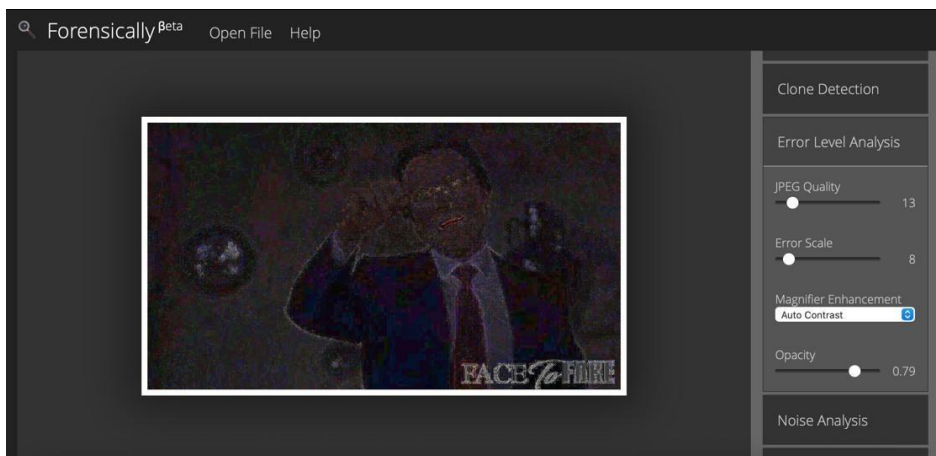 Forensically Beta Open File Help
Clone Detection
Error Level Analysis
JPEG Quality
13
Error Scale
8
Magnifier Enhancement
Auto Contrast
Opacity
0.79
Noise Analysis
FACE To FAKE